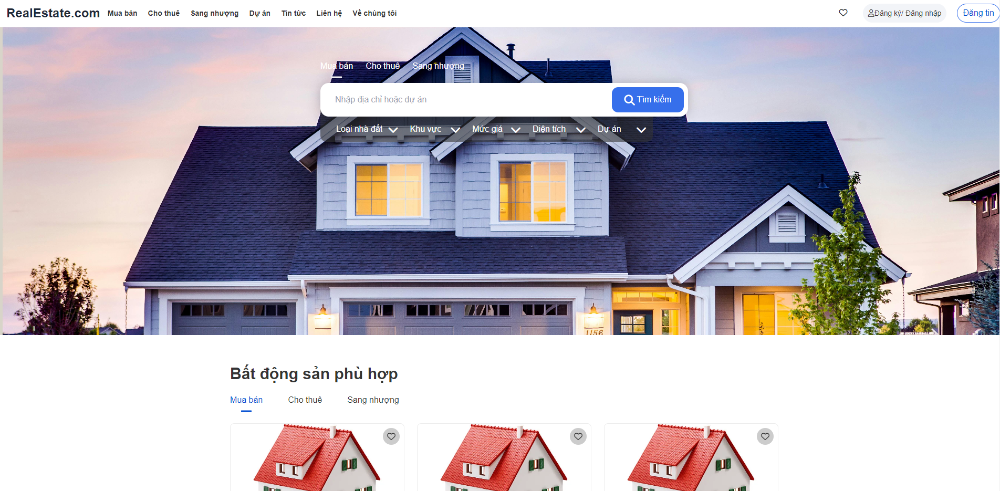 RealEstate.com Mua bán Cho thuê Sang nhượng Dự án Tin tức Liên hệ Về chúng tôi Đăng ký/ Đăng nhập Đăng tin
Mua bán Cho thuê Sang nhượng
Nhập địa chỉ hoặc dự án Tìm kiếm
Loại nhà đất Khu vực Mức giá Diện tích Dự án
1156
Bất động sản phù hợp
Mua bán Cho thuê Sang nhượng